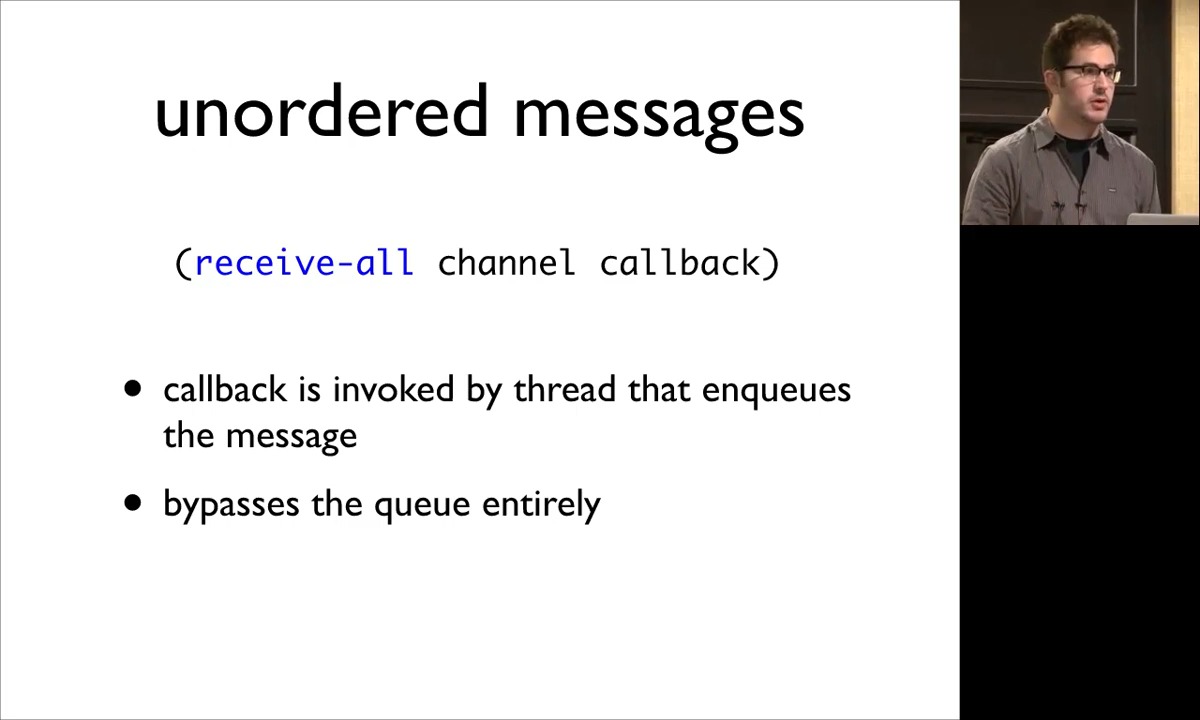 unordered messages
(receive-all channel callback)
• callback is invoked by thread that enqueues
the message
• bypasses the queue entirely